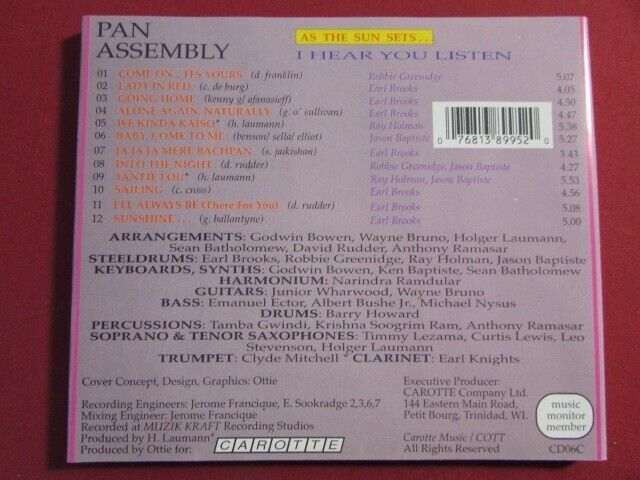 PAN ASSEMBLY
AS THE SUN SETS...
I HEAR YOU LISTEN
01 COME ON.. ITS YOURS (d. franklin) Robbie Greenidge 5.07
02 LADY IN RED (c. de burg) Earl Brooks 4.05
03 GOING HOME (kenny g/ afanasieff) Earl Brooks 4.50
04 ALONE AGAIN, NATURALLY (g. o' sullivan) Earl Brooks 4.47
05 WE KINDA KAISO* (h. laumann) Ray Holman 5.38
06 BABY, COME TO ME (benson/ sella/ elliot) Jason Baptiste 5.27
07 JA JA JA MERE BACHPAN (s. jaikishan) Earl Brooks 3.43
08 INTO THE NIGHT (d. rudder) Robbie Greenidge, Jason Baptiste 6.27
09 TANTIE LOU* (h. laumann) Ray Holman, Jason Baptiste 5.53
10 SAILING (c. cross) Earl Brooks 4.56
11 I'LL ALWAYS BE (There For You) (d. rudder) Earl Brooks 6.08
12 SUNSHINE... (g. ballantyne) Earl Brooks 5.00
0 76813 89952 0
ARRANGEMENTS: Godwin Bowen, Wayne Bruno, Holger Laumann,
Sean Batholomew, David Rudder, Anthony Ramasar
STEELDRUMS: Earl Brooks, Robbie Greenidge, Ray Holman, Jason Baptiste
KEYBOARDS, SYNTHS: Godwin Bowen, Ken Baptiste, Sean Batholomew
HARMONIUM: Narindra Ramdular
GUITARS: Junior Wharwood, Wayne Bruno
BASS: Emanuel Ector, Albert Bushe Jr., Michael Nysus
DRUMS: Barry Howard
PERCUSSIONS: Tamba Gwindi, Krishna Soogrim Ram, Anthony Ramasar
SOPRANO & TENOR SAXOPHONES: Timmy Lezama, Curtis Lewis, Leo
Stevenson, Holger Laumann
TRUMPET: Clyde Mitchell * CLARINET: Earl Knights
Cover Concept, Design, Graphics: Ottie
Recording Engineers: Jerome Francique, E. Sookradge 2,3,6,7
Mixing Engineer: Jerome Francique
Recorded at MUZIK KRAFT Recording Studios
Produced by H. Laumann*
Produced by Ottie for:
CAROTTE
Executive Producer:
CAROTTE Company Ltd.
144 Eastern Main Road,
Petit Bourg, Trinidad, WI.
Carotte Music / COTT
All Rights Reserved
music
monitor
member
CD06C